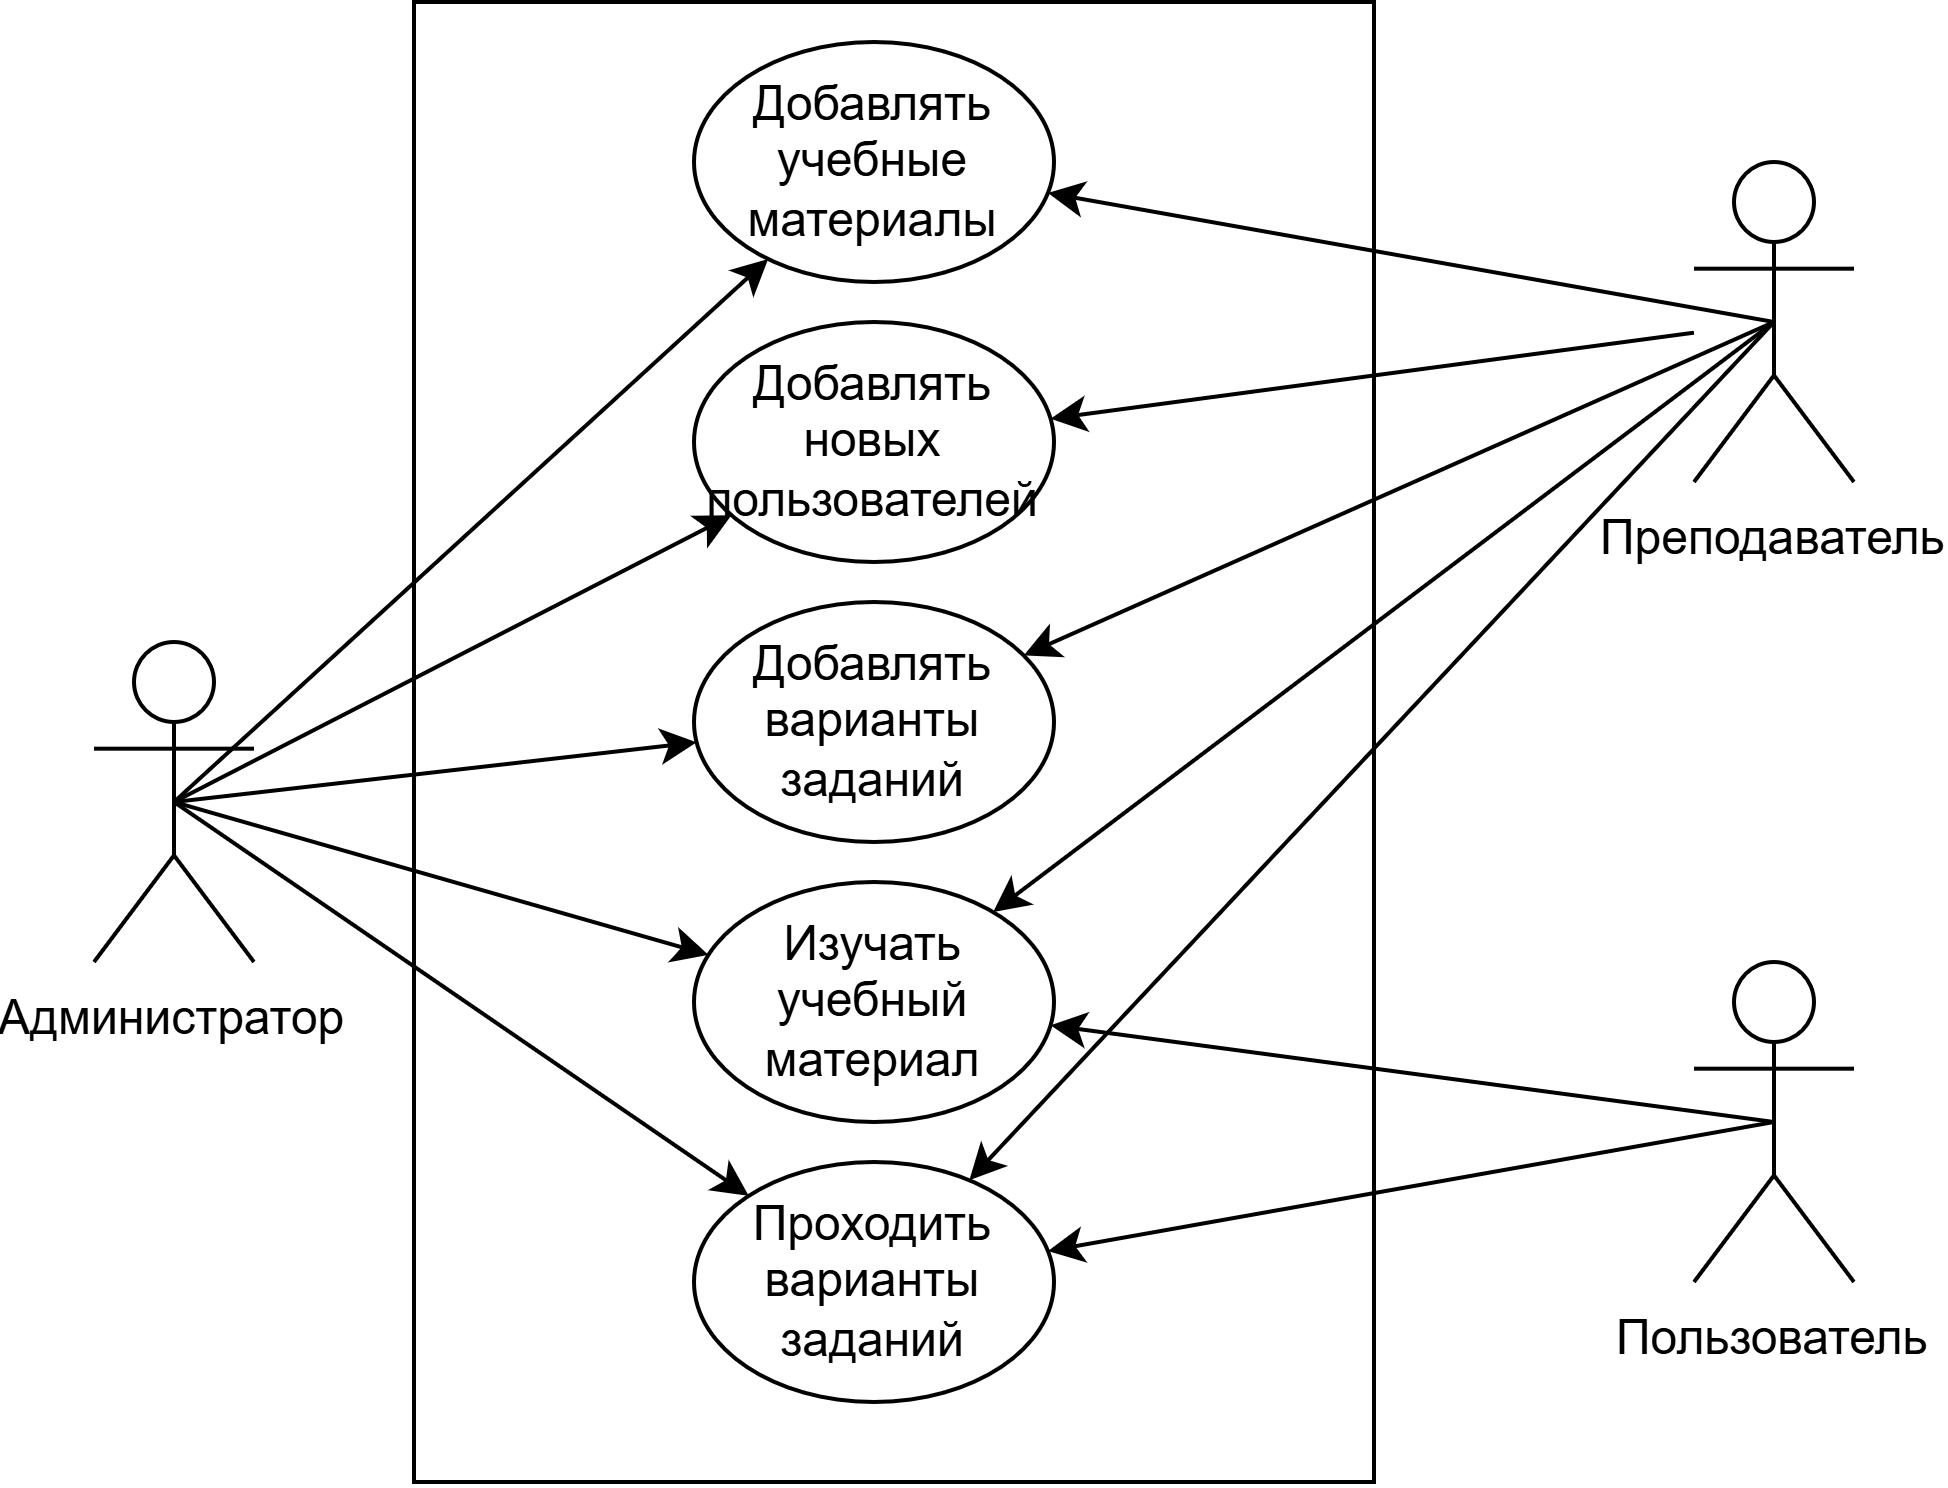 Добавлять
учебные
материалы
Добавлять
новых
пользователей
Преподаватель
Добавлять
варианты
заданий
Администратор
Изучать
учебный
материал
Проходить
варианты
заданий
Пользователь